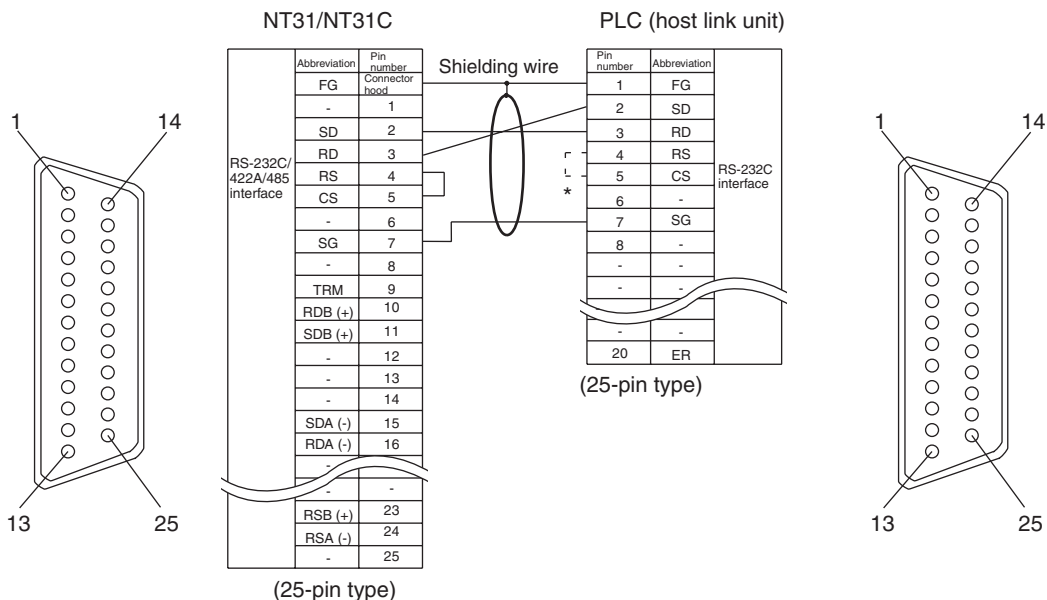 NT31/NT31C
PLC (host link unit)
Abbreviation Pin number
FG Connector hood
- 1
SD 2
RD 3
RS 4
CS 5
- 6
SG 7
- 8
TRM 9
RDB (+) 10
SDB (+) 11
- 12
- 13
- 14
SDA (-) 15
RDA (-) 16
-
- -
RSB (+) 23
RSA (-) 24
- 25
RS-232C/
422A/485
interface
(25-pin type)
Shielding wire
*
Pin number Abbreviation
1 FG
2 SD
3 RD
4 RS
5 CS
6 -
7 SG
8 -
- -
- -
- -
20 ER
RS-232C
interface
(25-pin type)
1 14
13 25
1 14
13 25